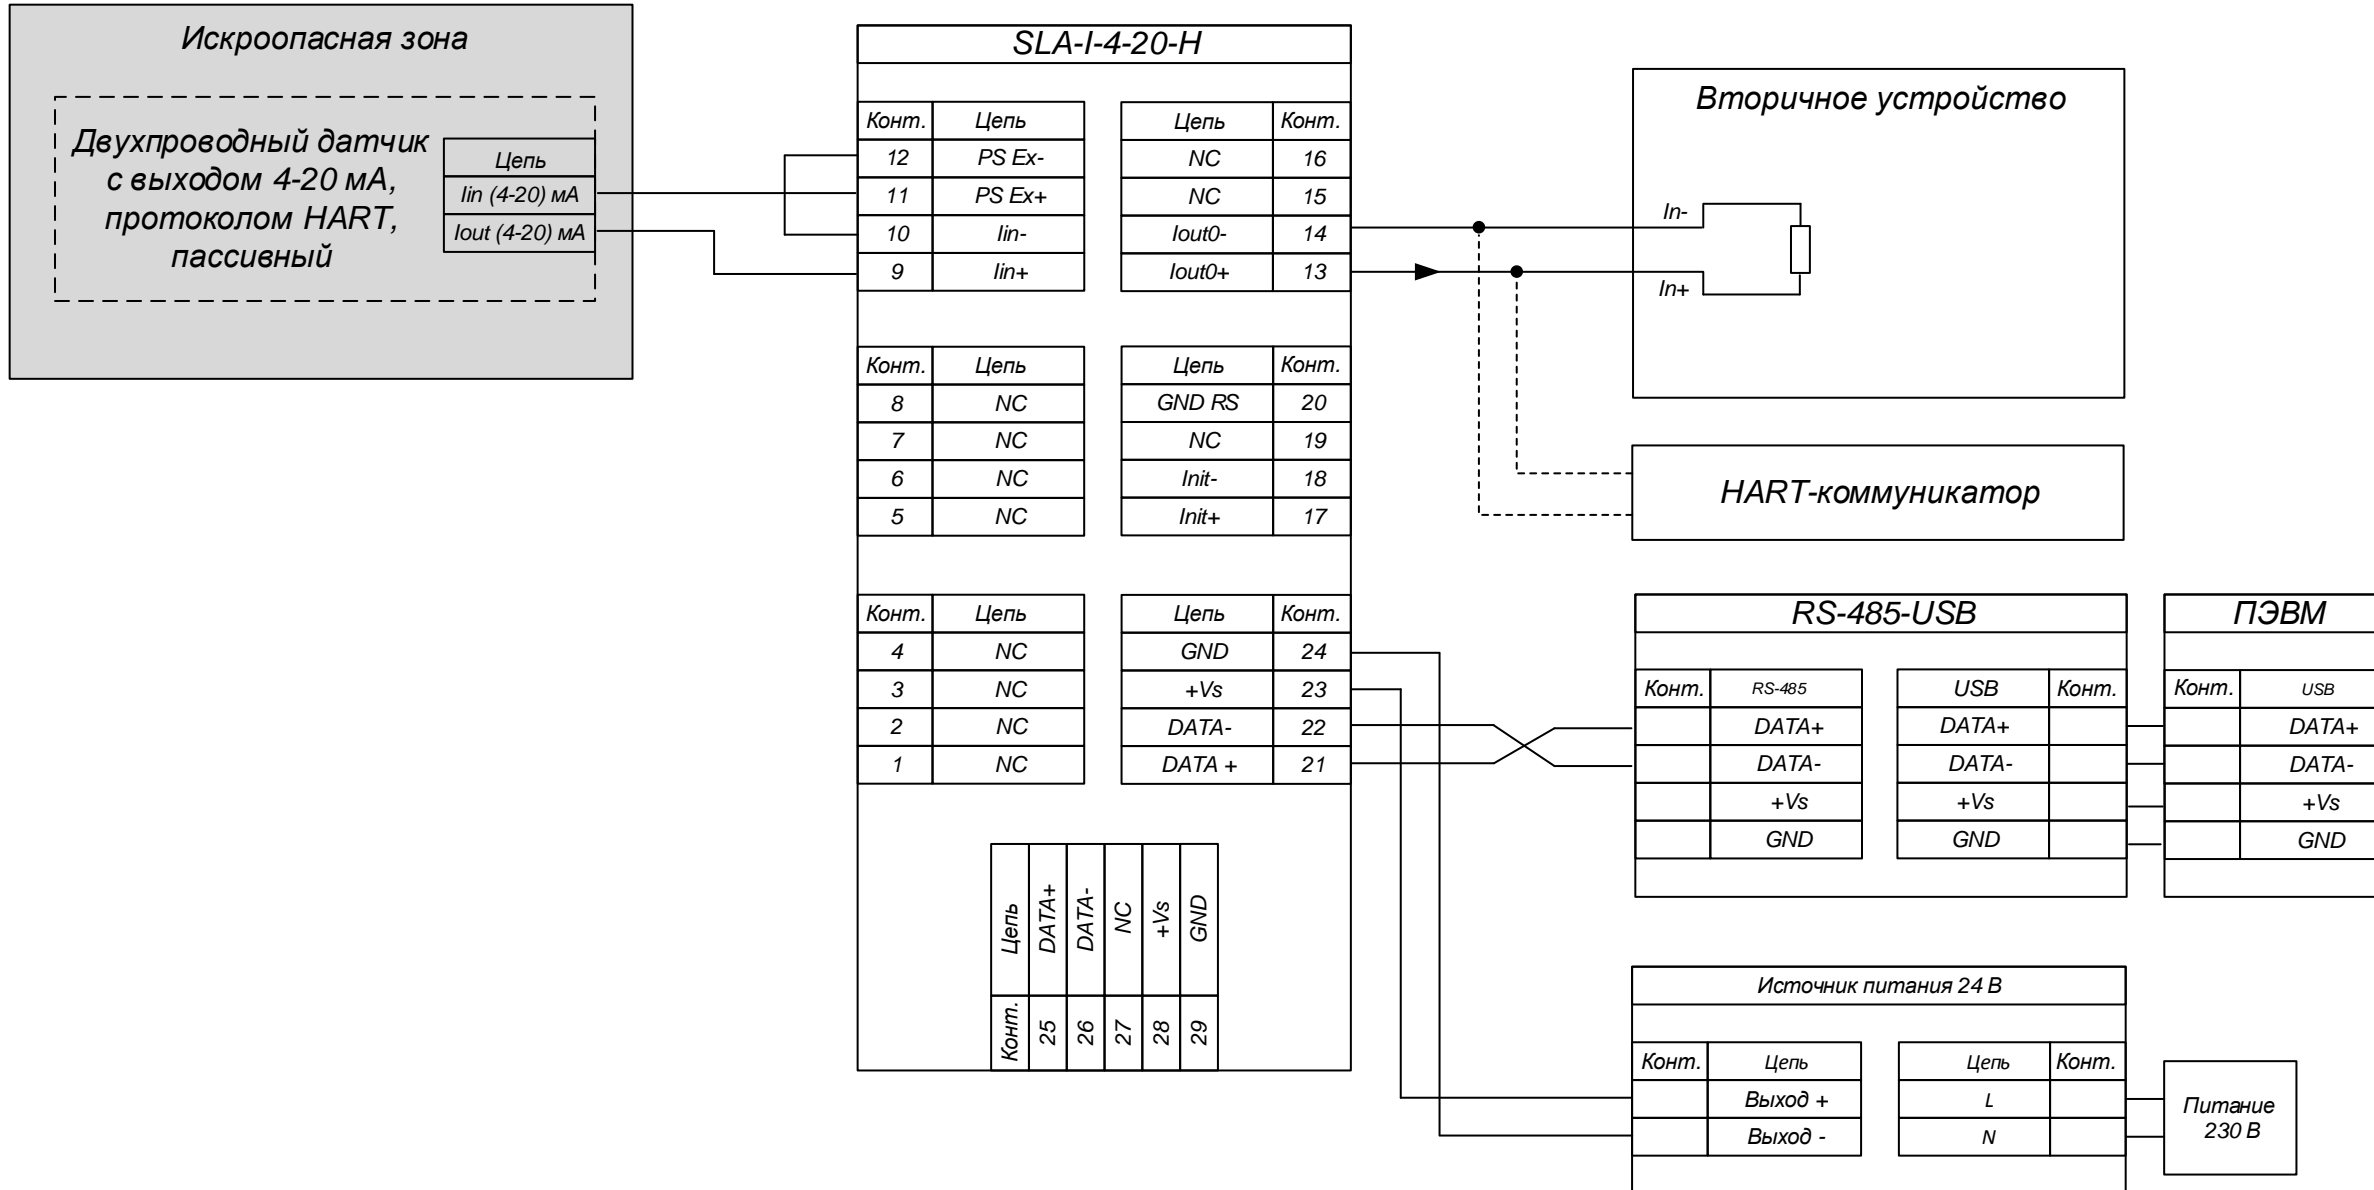 Искроопасная зона
Двухпроводный датчик
с выходом 4-20 мА,
протоколом HART,
пассивный
Цепь
Iin (4-20) мА
Iout (4-20) мА
SLA-I-4-20-H
Конт. Цепь Цепь Конт.
12 PS Ex- NC 16
11 PS Ex+ NC 15
10 Iin- Iout0- 14
9 Iin+ Iout0+ 13
Конт. Цепь Цепь Конт.
8 NC GND RS 20
7 NC NC 19
6 NC Init- 18
5 NC Init+ 17
Конт. Цепь Цепь Конт.
4 NC GND 24
3 NC +Vs 23
2 NC DATA- 22
1 NC DATA + 21
Цепь DATA+ DATA- NC +Vs GND
Конт. 25 26 27 28 29
Вторичное устройство
In-
In+
HART-коммуникатор
RS-485-USB
Конт. RS-485 USB Конт.
DATA+ DATA+
DATA- DATA-
+Vs +Vs
GND GND
ПЭВМ
Конт. USB
DATA+
DATA-
+Vs
GND
Источник питания 24 В
Конт. Цепь Цепь Конт.
Выход + L
Выход - N
Питание
230 В